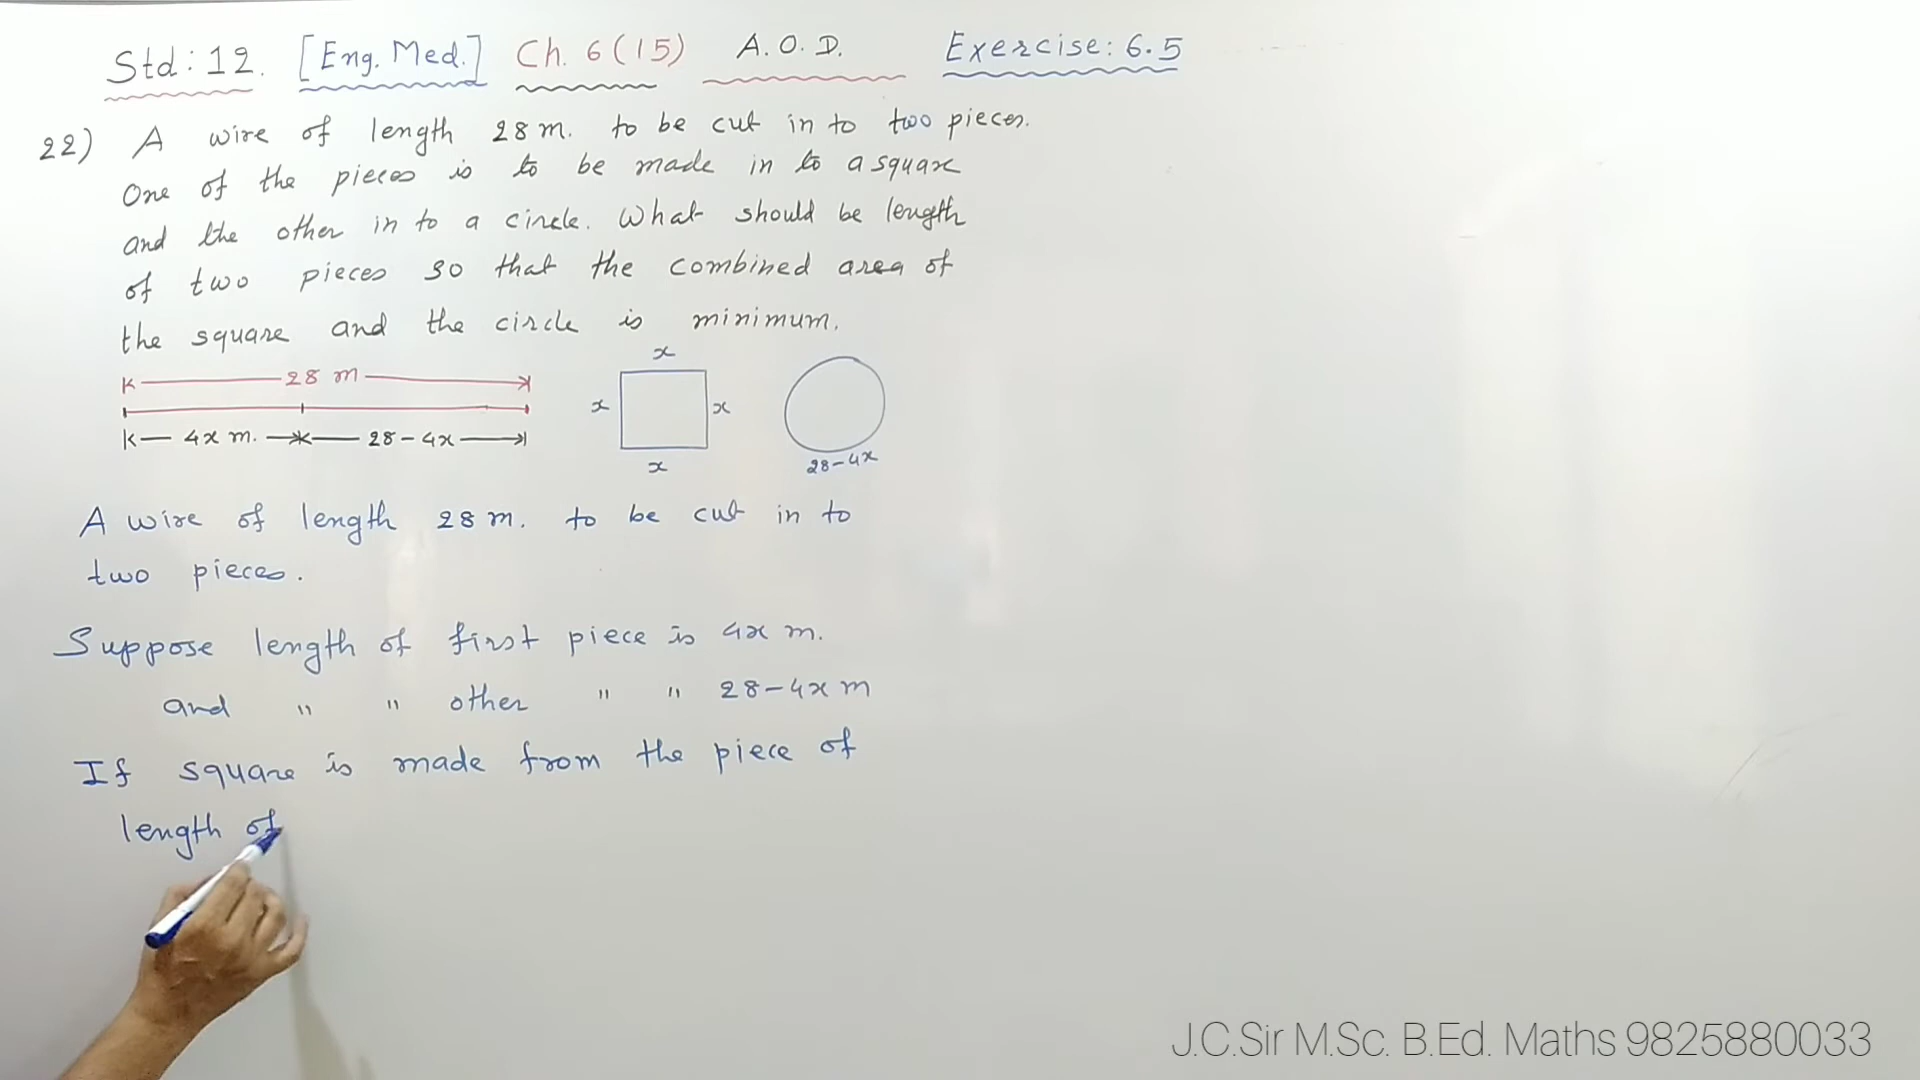 Std: 12. [Eng. Med.] Ch. 6 (15) A.O.D. Exercise: 6.5
22) A wire of length 28 m. to be cut in to two pieces.
One of the pieces is to be made in to a square
and the other in to a circle. What should be length
of two pieces so that the combined area of
the square and the circle is minimum.
28 m
4x m. 28-4x
x
x x
x
28-4x
A wire of length 28 m. to be cut in to
two pieces.
Suppose length of first piece is 4x m.
and " " other " " 28-4x m
If square is made from the piece of
length of
J.C.Sir M.Sc. B.Ed. Maths 9825880033